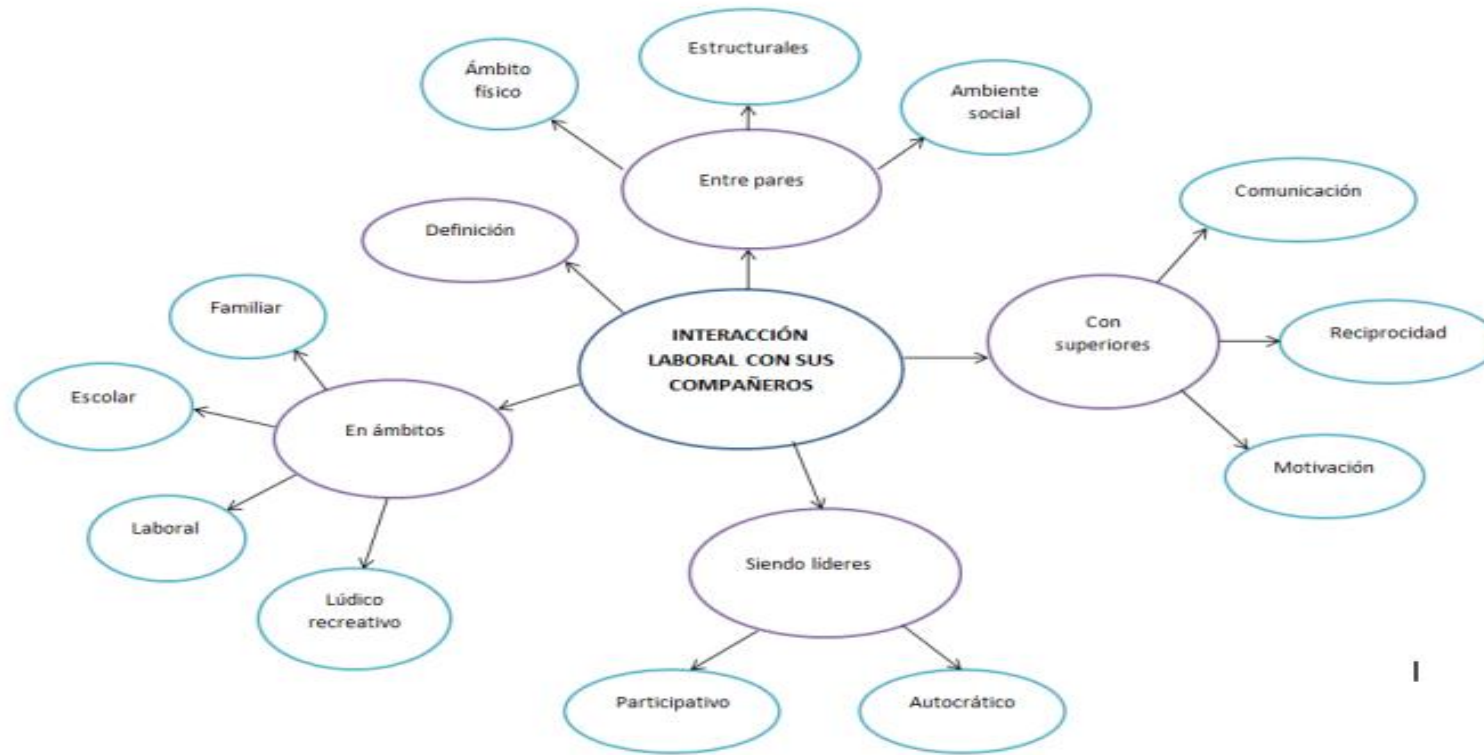 Estructurales
Ámbito
físico
Ambiente
social
Entre pares
Comunicación
Definición
Familiar
INTERACCIÓN
LABORAL CON SUS
COMPAÑEROS
Con
superiores
Reciprocidad
Escolar
En ámbitos
Motivación
Laboral
Siendo líderes
Lúdico
recreativo
Participativo
Autocrático